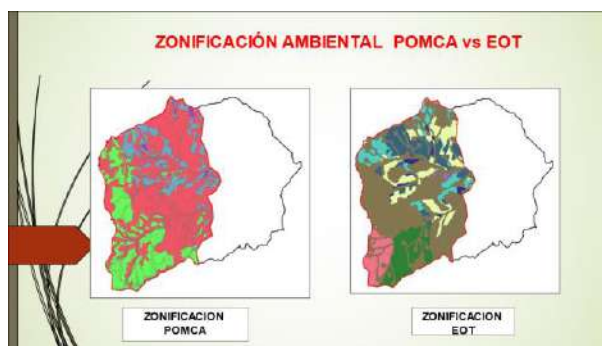 ZONIFICACIÓN AMBIENTAL POMCA vs EOT
ZONIFICACION
POMCA
ZONIFICACION
EOT